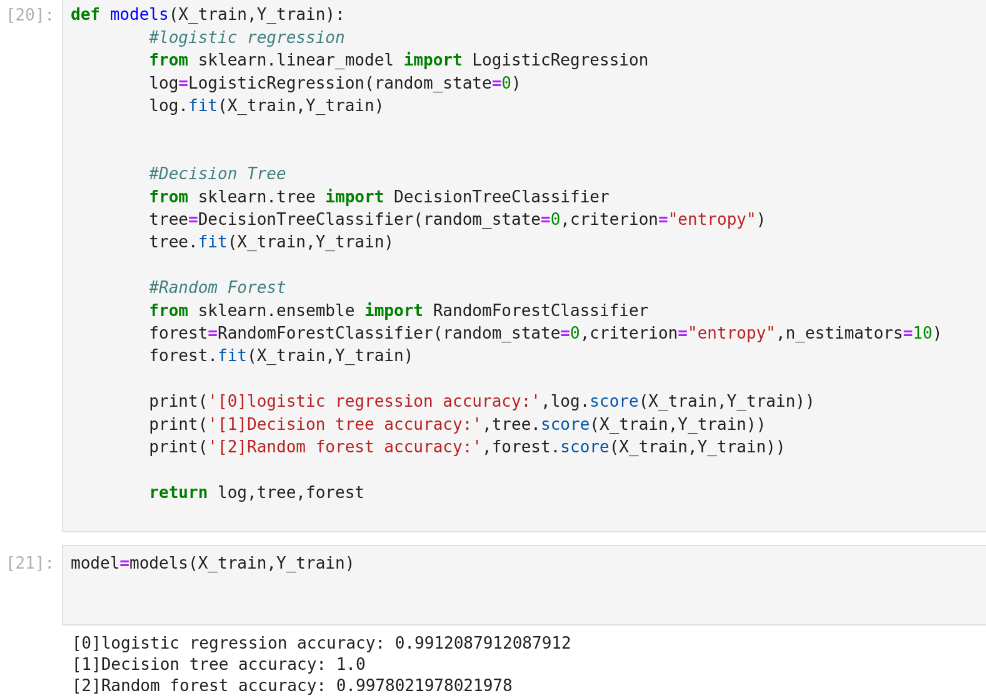 [20]: def models(X_train,Y_train):
#logistic regression
from sklearn.linear_model import LogisticRegression
log=LogisticRegression(random_state=0)
log.fit(X_train,Y_train)
#Decision Tree
from sklearn.tree import DecisionTreeClassifier
tree=DecisionTreeClassifier(random_state=0,criterion="entropy")
tree.fit(X_train,Y_train)
#Random Forest
from sklearn.ensemble import RandomForestClassifier
forest=RandomForestClassifier(random_state=0,criterion="entropy",n_estimators=10)
forest.fit(X_train,Y_train)
print('[0]logistic regression accuracy:',log.score(X_train,Y_train))
print('[1]Decision tree accuracy:',tree.score(X_train,Y_train))
print('[2]Random forest accuracy:',forest.score(X_train,Y_train))
return log,tree,forest
[21]: model=models(X_train,Y_train)
[0]logistic regression accuracy: 0.9912087912087912
[1]Decision tree accuracy: 1.0
[2]Random forest accuracy: 0.9978021978021978